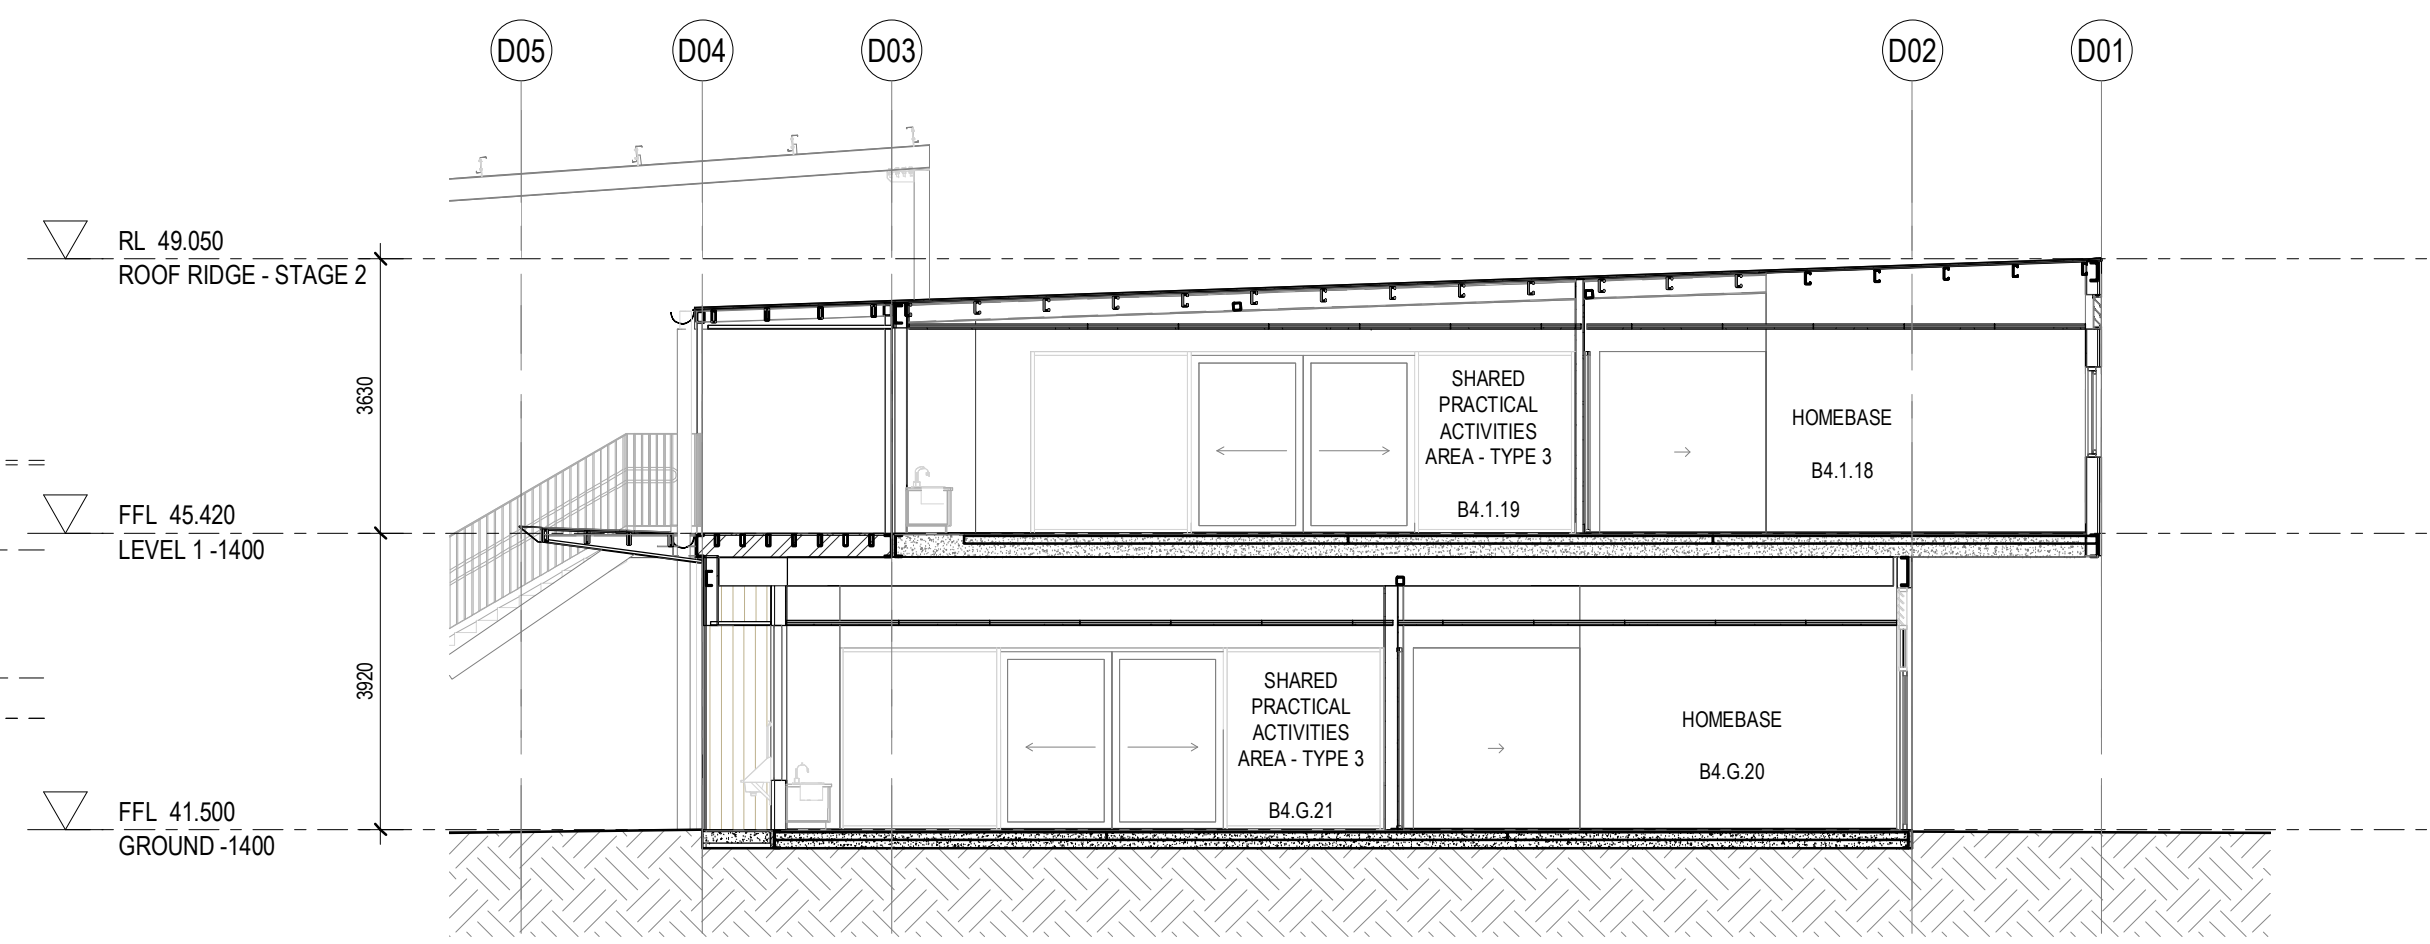 D05
D04
D03
D02
D01
RL 49.050
ROOF RIDGE - STAGE 2
3630
SHARED
PRACTICAL
ACTIVITIES
AREA - TYPE 3
B4.1.19
HOMEBASE
B4.1.18
FFL 45.420
LEVEL 1 -1400
3920
SHARED
PRACTICAL
ACTIVITIES
AREA - TYPE 3
B4.G.21
HOMEBASE
B4.G.20
FFL 41.500
GROUND -1400